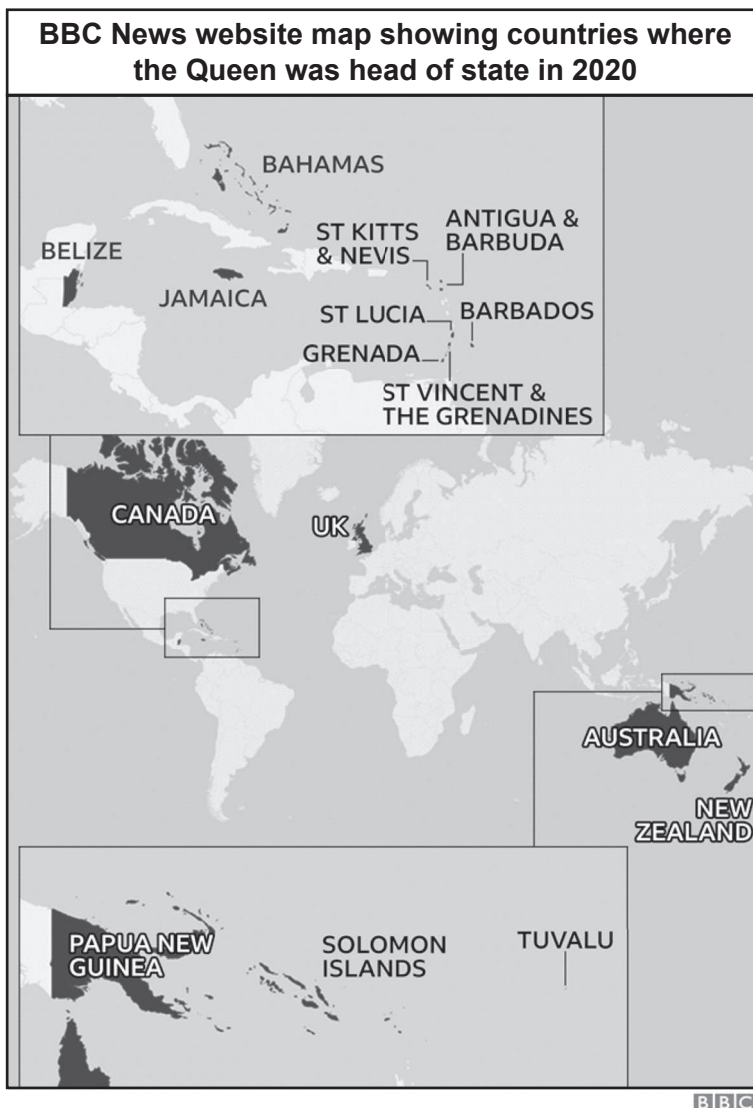 BBC News website map showing countries where
the Queen was head of state in 2020
BAHAMAS
BELIZE
JAMAICA
ST KITTS
& NEVIS
ANTIGUA &
BARBUDA
ST LUCIA
BARBADOS
GRENADA
ST VINCENT &
THE GRENADINES
CANADA
UK
AUSTRALIA
NEW
ZEALAND
PAPUA NEW
GUINEA
SOLOMON
ISLANDS
TUVALU
BBC